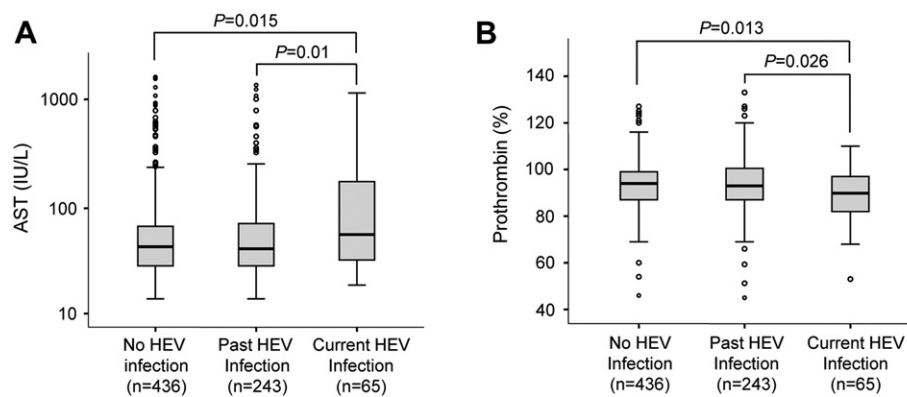 A
P=0.015
P=0.01
AST (IU/L)
1000
100
10
No HEV
infection
(n=436)
Past HEV
Infection
(n=243)
Current HEV
Infection
(n=65)
B
P=0.013
P=0.026
Prothrombin (%)
140
120
100
80
60
40
No HEV
Infection
(n=436)
Past HEV
Infection
(n=243)
Current HEV
Infection
(n=65)